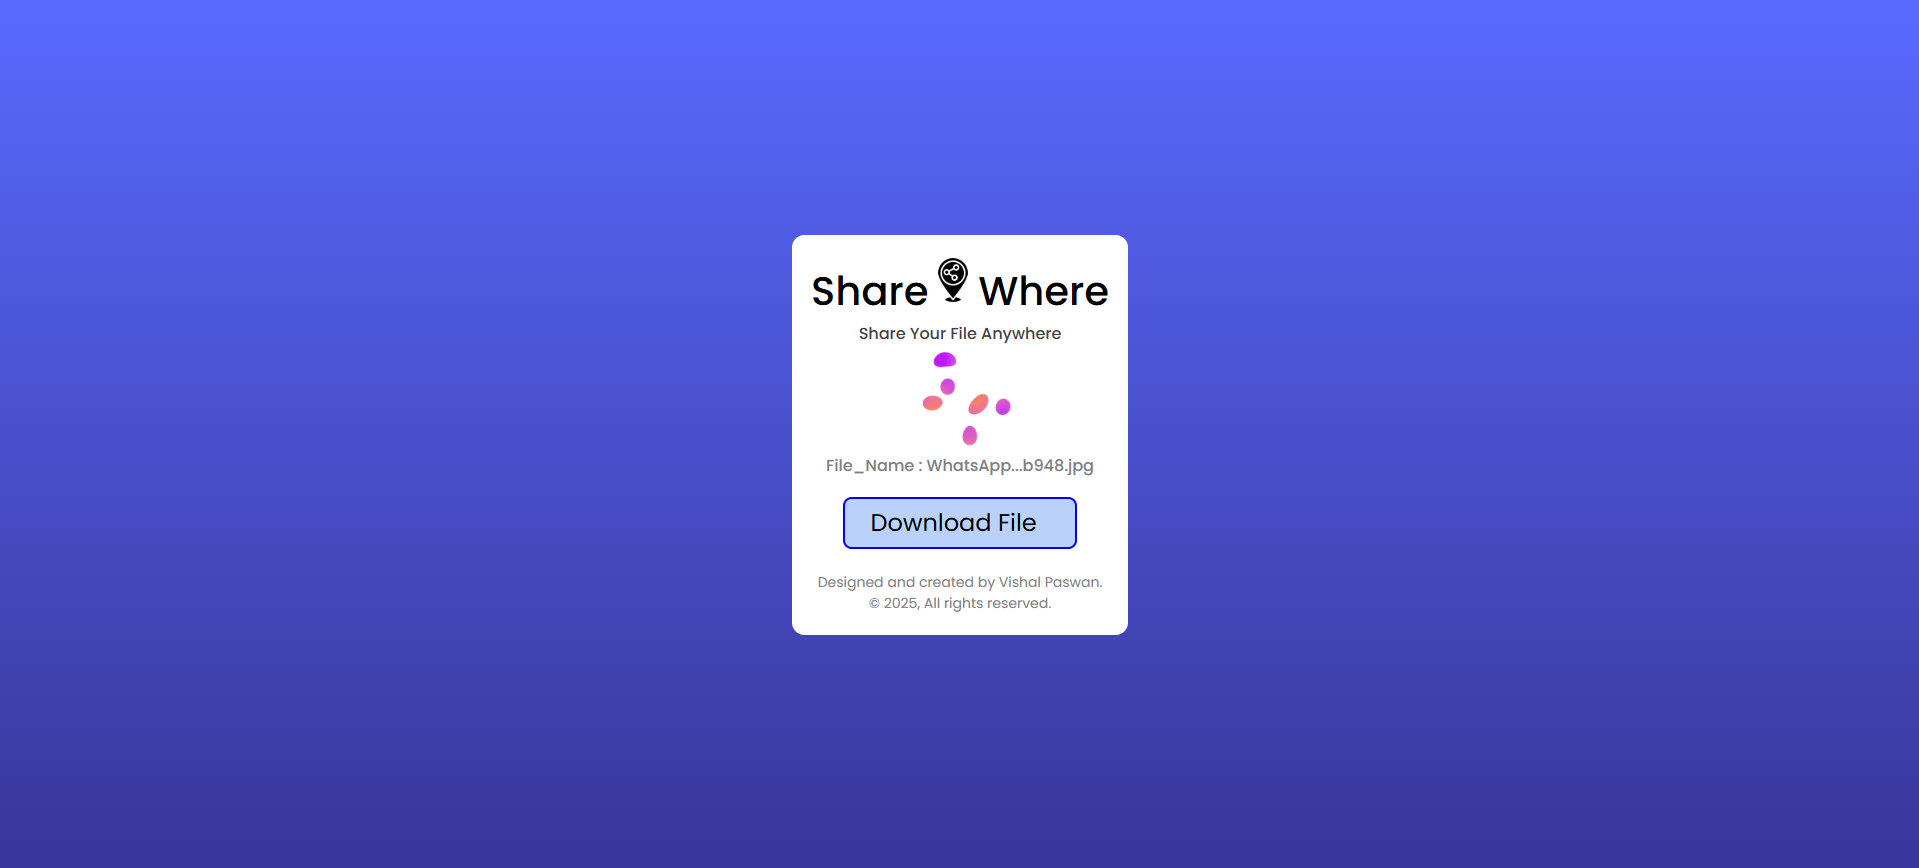 Share Where
Share Your File Anywhere
File_Name : WhatsApp...b948.jpg
Download File
Designed and created by Vishal Paswan.
© 2025, All rights reserved.